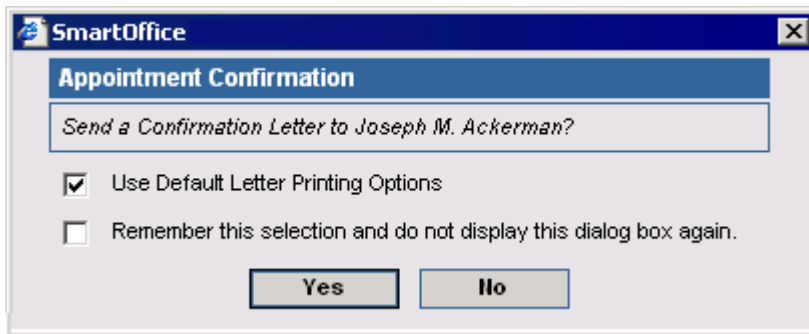 SmartOffice
Appointment Confirmation
Send a Confirmation Letter to Joseph M. Ackerman?
Use Default Letter Printing Options
Remember this selection and do not display this dialog box again.
Yes No